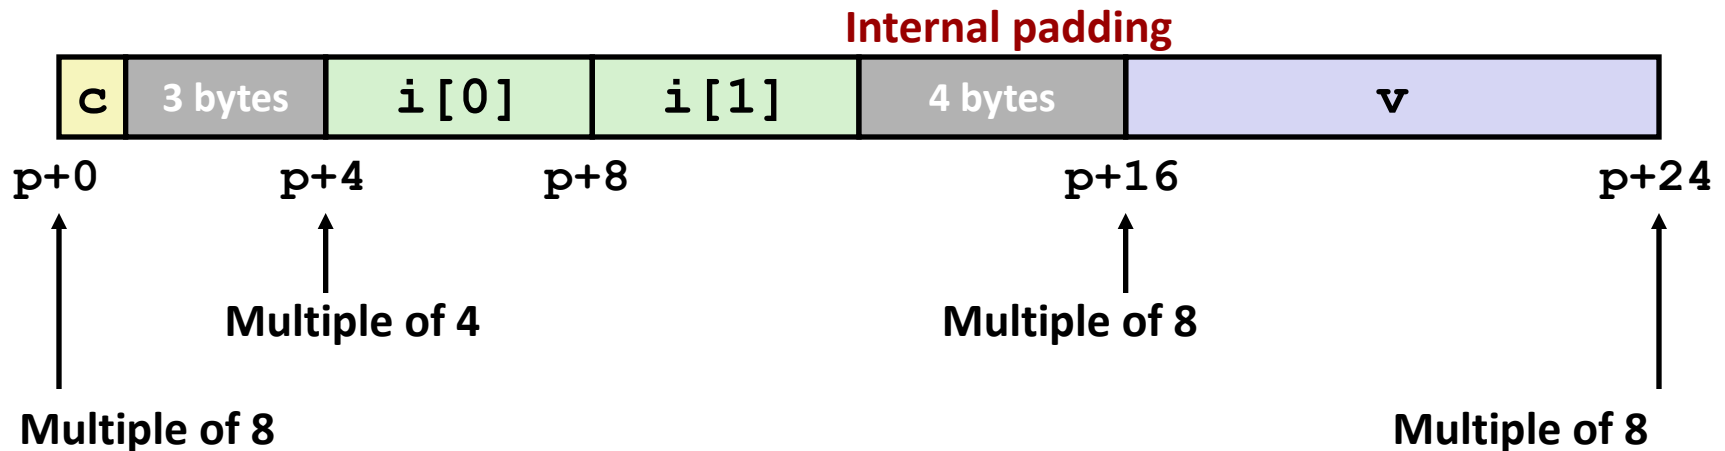 Internal padding
c 3 bytes i[0] i[1] 4 bytes v
p+0 p+4 p+8 p+16 p+24
Multiple of 4 Multiple of 8
Multiple of 8 Multiple of 8